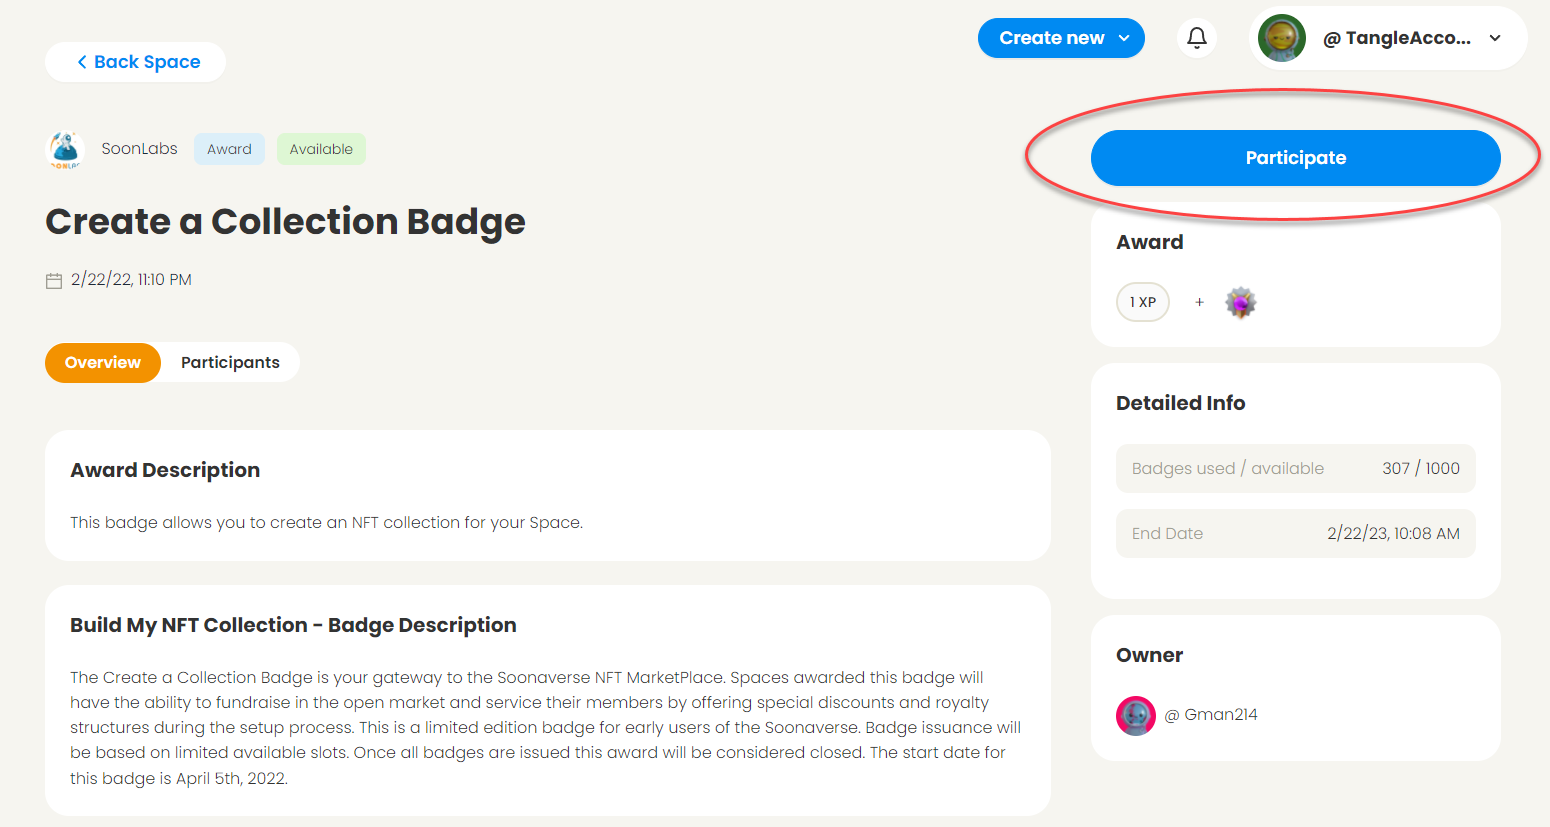 Back Space
Create new
@ TangleAcco...
SoonLabs
Award
Available
Participate
Create a Collection Badge
2/22/22, 11:10 PM
Overview
Participants
Award
1 XP
+
Award Description
This badge allows you to create an NFT collection for your Space.
Detailed Info
Badges used / available 307 / 1000
End Date 2/22/23, 10:08 AM
Build My NFT Collection - Badge Description
The Create a Collection Badge is your gateway to the Soonaverse NFT MarketPlace. Spaces awarded this badge will
have the ability to fundraise in the open market and service their members by offering special discounts and royalty
structures during the setup process. This is a limited edition badge for early users of the Soonaverse. Badge issuance will
be based on limited available slots. Once all badges are issued this award will be considered closed. The start date for
this badge is April 5th, 2022.
Owner
@ Gman214